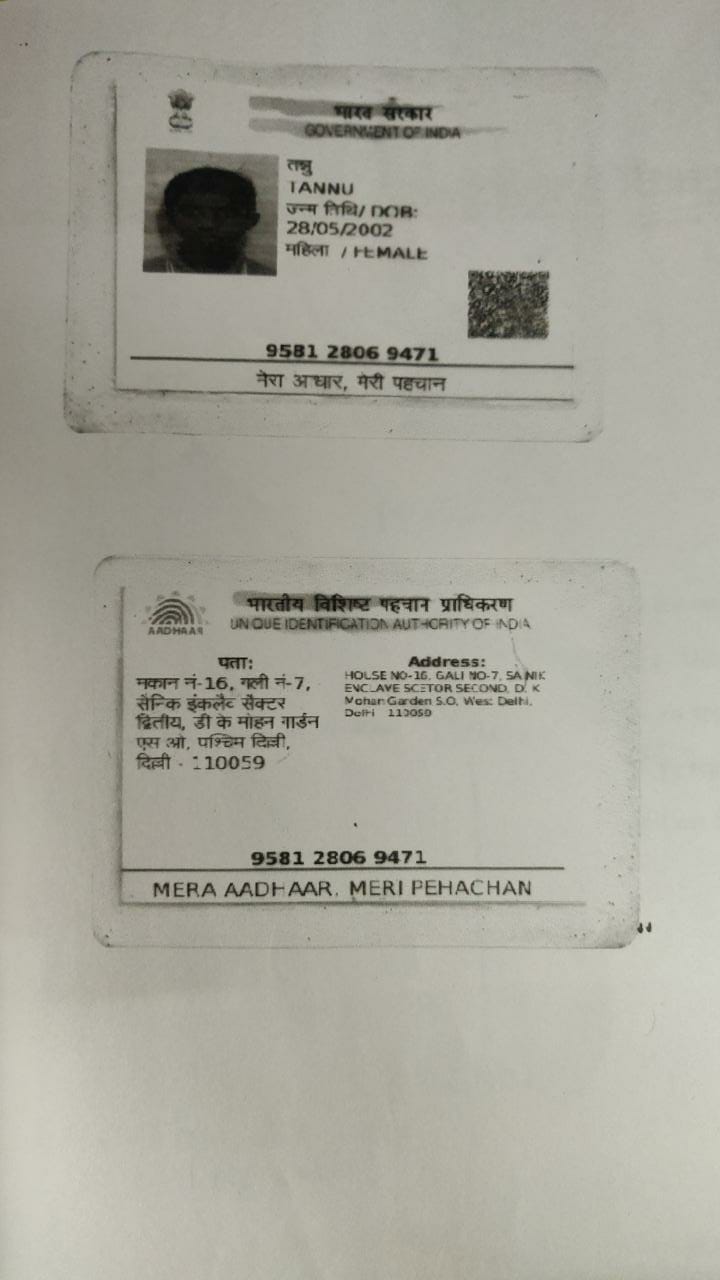 भारत सरकार
GOVERNMENT OF INDIA
तन्नु
TANNU
जन्म तिथि/ DOB:
28/05/2002
महिला / FEMALE
9581 2806 9471
मेरा आधार, मेरी पहचान
भारतीय विशिष्ट पहचान प्राधिकरण
AADHAAR
UNIQUE IDENTIFICATION AUTHORITY OF INDIA
पता:
मकान नं-16, गली नं-7,
सैनिक इंकलैव सैक्टर
द्वितीय, डी के मोहन गार्डन
एस ओ, पश्चिम दिल्ली,
दिल्ली - 110059
Address:
HOUSE NO-16, GALI NO-7, SAINIK
ENCLAVE SCETOR SECOND, D. K
Mohan Garden S.O, West Delhi,
Delhi 110059
9581 2806 9471
MERA AADHAAR, MERI PEHACHAN